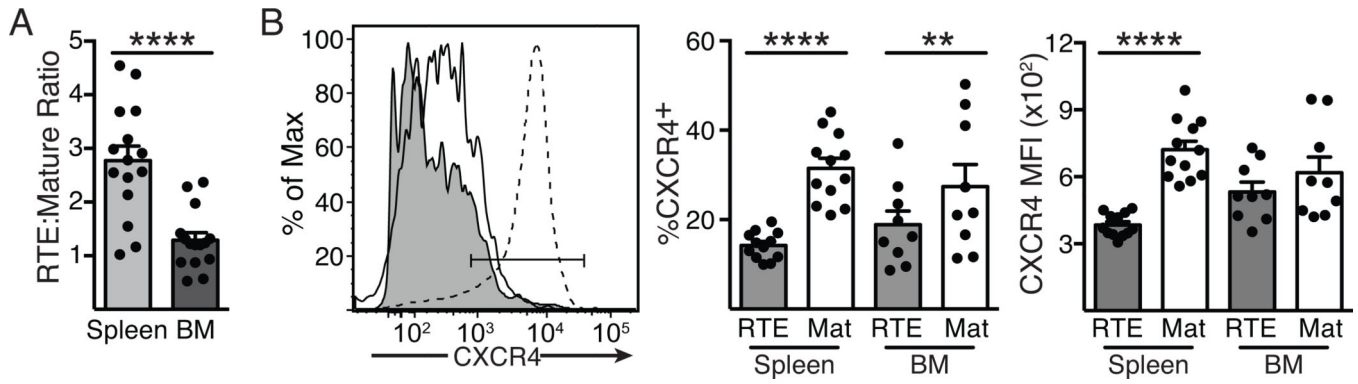 A
****
RTE:Mature Ratio
5
4
3
2
1
Spleen BM
B
% of Max
100
80
60
40
20
10² 10³ 10⁴ 10⁵
CXCR4
**** **
%CXCR4⁺
60
40
20
RTE Mat RTE Mat
Spleen BM
****
CXCR4 MFI (x10²)
12
9
6
3
RTE Mat RTE Mat
Spleen BM